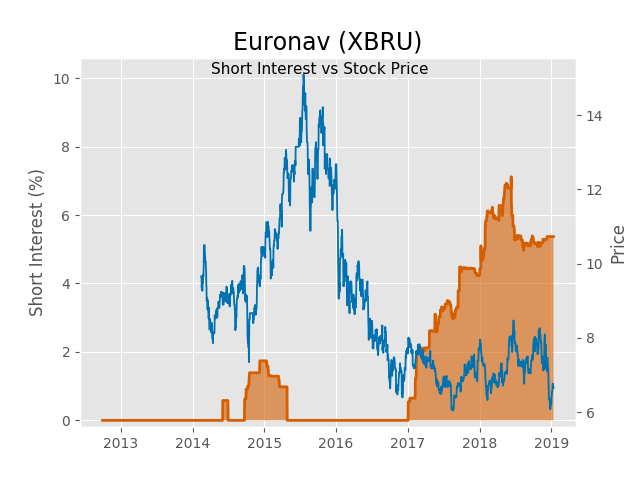 Euronav (XBRU)
Short Interest vs Stock Price
Short Interest (%)
10
8
6
4
2
0
14
12
10
8
6
Price
2013 2014 2015 2016 2017 2018 2019